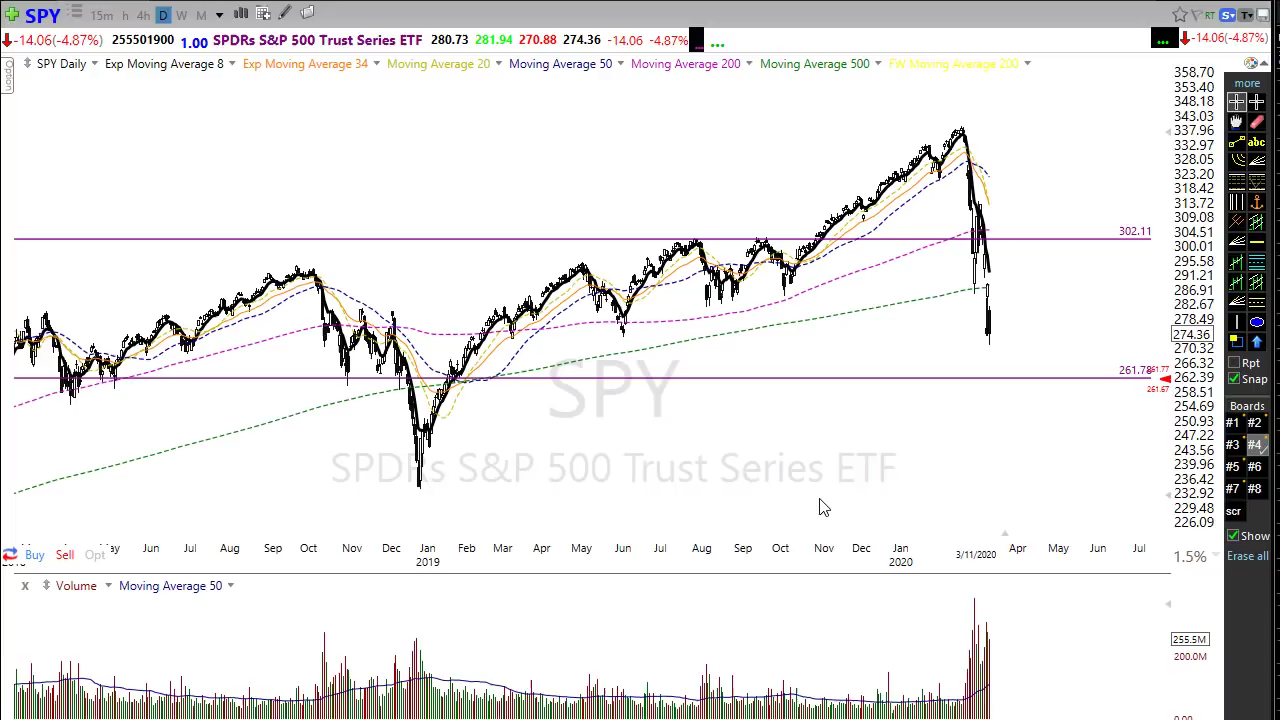 SPY 15m h 4h D W M RT S T
-14.06(-4.87%) 255501900 1.00 SPDRs S&P 500 Trust Series ETF 280.73 281.94 270.88 274.36 -14.06 -4.87% ... ... ... -14.06(-4.87%)
Option
SPY Daily Exp Moving Average 8 Exp Moving Average 34 Moving Average 20 Moving Average 50 Moving Average 200 Moving Average 500 FW Moving Average 200
358.70
353.40
348.18
343.03
337.96
332.97
328.05
323.20
318.42
313.72
309.08
304.51
300.01
295.58
291.21
286.91
282.67
278.49
274.36
270.32
266.32
262.39
258.51
254.69
250.93
247.22
243.56
239.96
236.42
232.92
229.48
226.09
302.11
261.78
261.77
261.67
SPY
SPDRs S&P 500 Trust Series ETF
Jun Jul Aug Sep Oct Nov Dec Jan Feb Mar Apr May Jun Jul Aug Sep Oct Nov Dec Jan 3/11/2020 Apr May Jun Jul
2019 2020
Buy Sell Opt
1.5%
x Volume Moving Average 50
255.5M
200.0M
more
abc
Rpt
Snap
Boards
#1 #2
#3 #4
#5 #6
#7 #8
scr
Show
Erase all